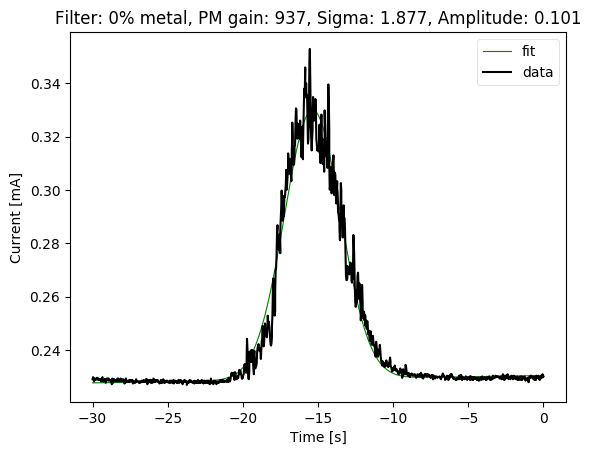 Filter: 0% metal, PM gain: 937, Sigma: 1.877, Amplitude: 0.101
fit
data
0.34
0.32
0.30
0.28
0.26
0.24
Current [mA]
−30 −25 −20 −15 −10 −5 0
Time [s]